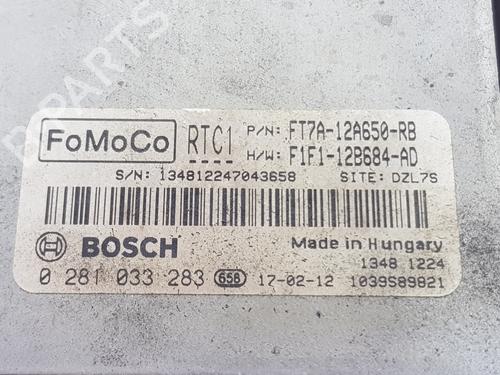 FoMoCo RTC1 P/N: FT7A-12A650-RB
H/W: F1F1-12B684-AD
S/N: 134812247043658 SITE: DZL7S
BOSCH Made in Hungary
1348 1224
0 281 033 283 658 17-02-12 1039S89821
B PARTS